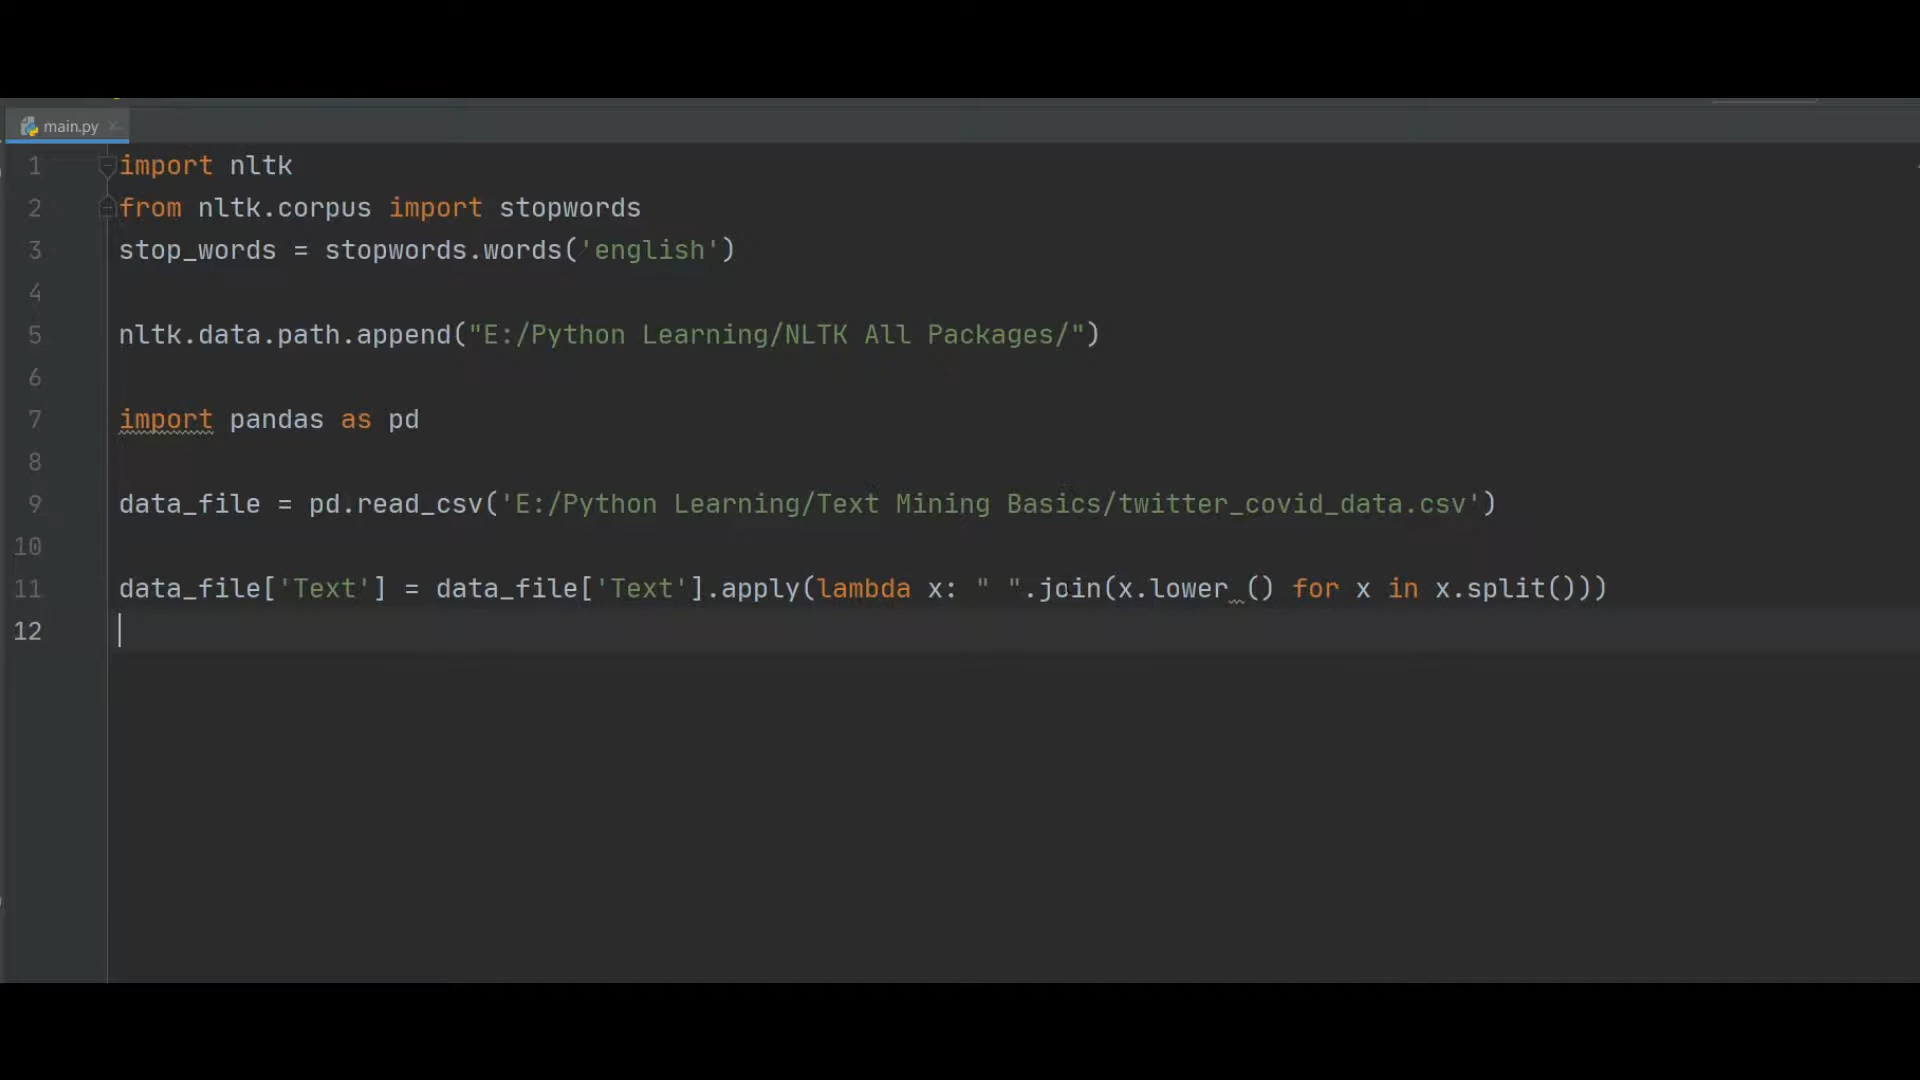 main.py
1 import nltk
2 from nltk.corpus import stopwords
3 stop_words = stopwords.words('english')
4
5 nltk.data.path.append("E:/Python Learning/NLTK All Packages/")
6
7 import pandas as pd
8
9 data_file = pd.read_csv('E:/Python Learning/Text Mining Basics/twitter_covid_data.csv')
10
11 data_file['Text'] = data_file['Text'].apply(lambda x: " ".join(x.lower () for x in x.split()))
12